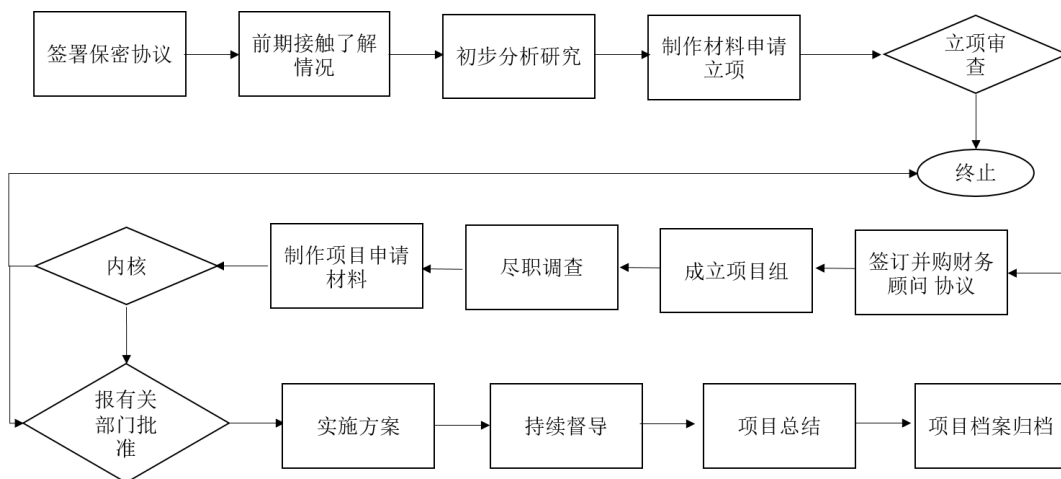 签署保密协议
前期接触了解
情况
初步分析研究
制作材料申请
立项
立项审
查
终止
内核
制作项目申请
材料
尽职调查
成立项目组
签订并购财务
顾问 协议
报有关
部门批
准
实施方案
持续督导
项目总结
项目档案归档